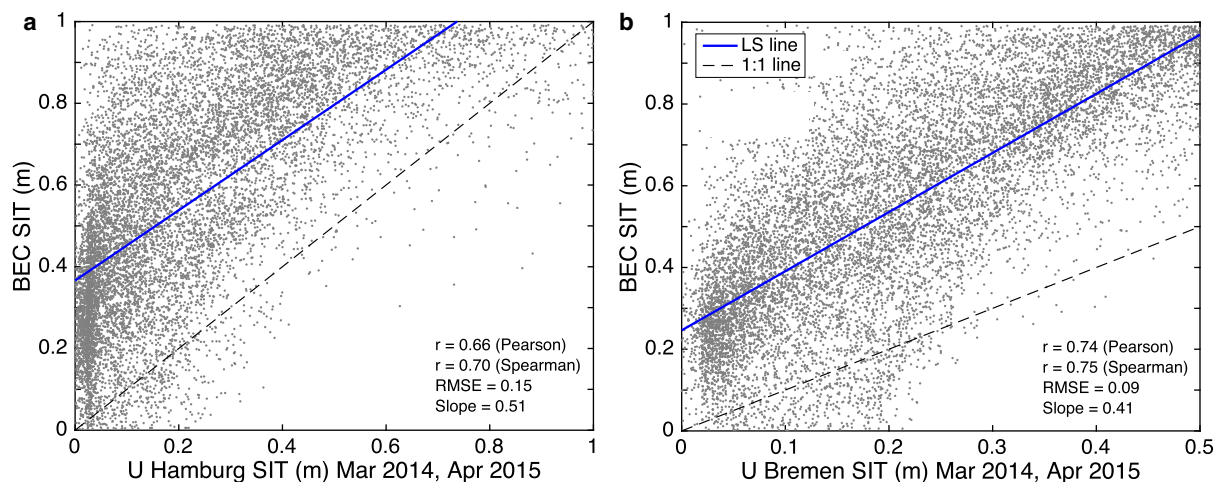 a
1
0.8
0.6
0.4
0.2
0
BEC SIT (m)
r = 0.66 (Pearson)
r = 0.70 (Spearman)
RMSE = 0.15
Slope = 0.51
0 0.2 0.4 0.6 0.8 1
U Hamburg SIT (m) Mar 2014, Apr 2015
b
LS line
1:1 line
1
0.8
0.6
0.4
0.2
0
BEC SIT (m)
r = 0.74 (Pearson)
r = 0.75 (Spearman)
RMSE = 0.09
Slope = 0.41
0 0.1 0.2 0.3 0.4 0.5
U Bremen SIT (m) Mar 2014, Apr 2015